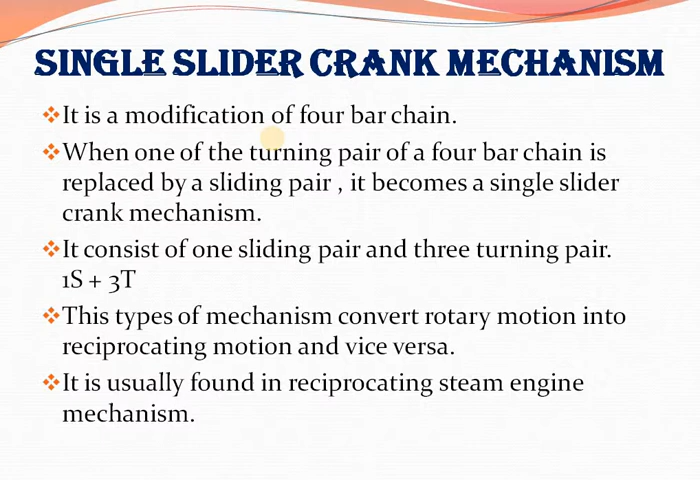 SINGLE SLIDER CRANK MECHANISM
It is a modification of four bar chain.
When one of the turning pair of a four bar chain is
replaced by a sliding pair , it becomes a single slider
crank mechanism.
It consist of one sliding pair and three turning pair.
1S + 3T
This types of mechanism convert rotary motion into
reciprocating motion and vice versa.
It is usually found in reciprocating steam engine
mechanism.